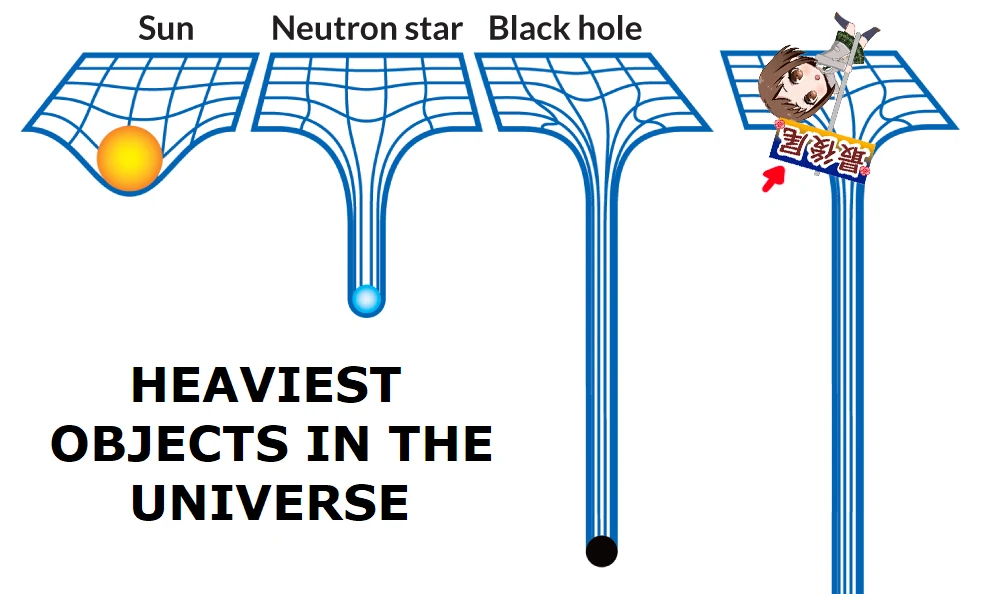 Sun
Neutron star
Black hole
最後尾
HEAVIEST
OBJECTS IN THE
UNIVERSE